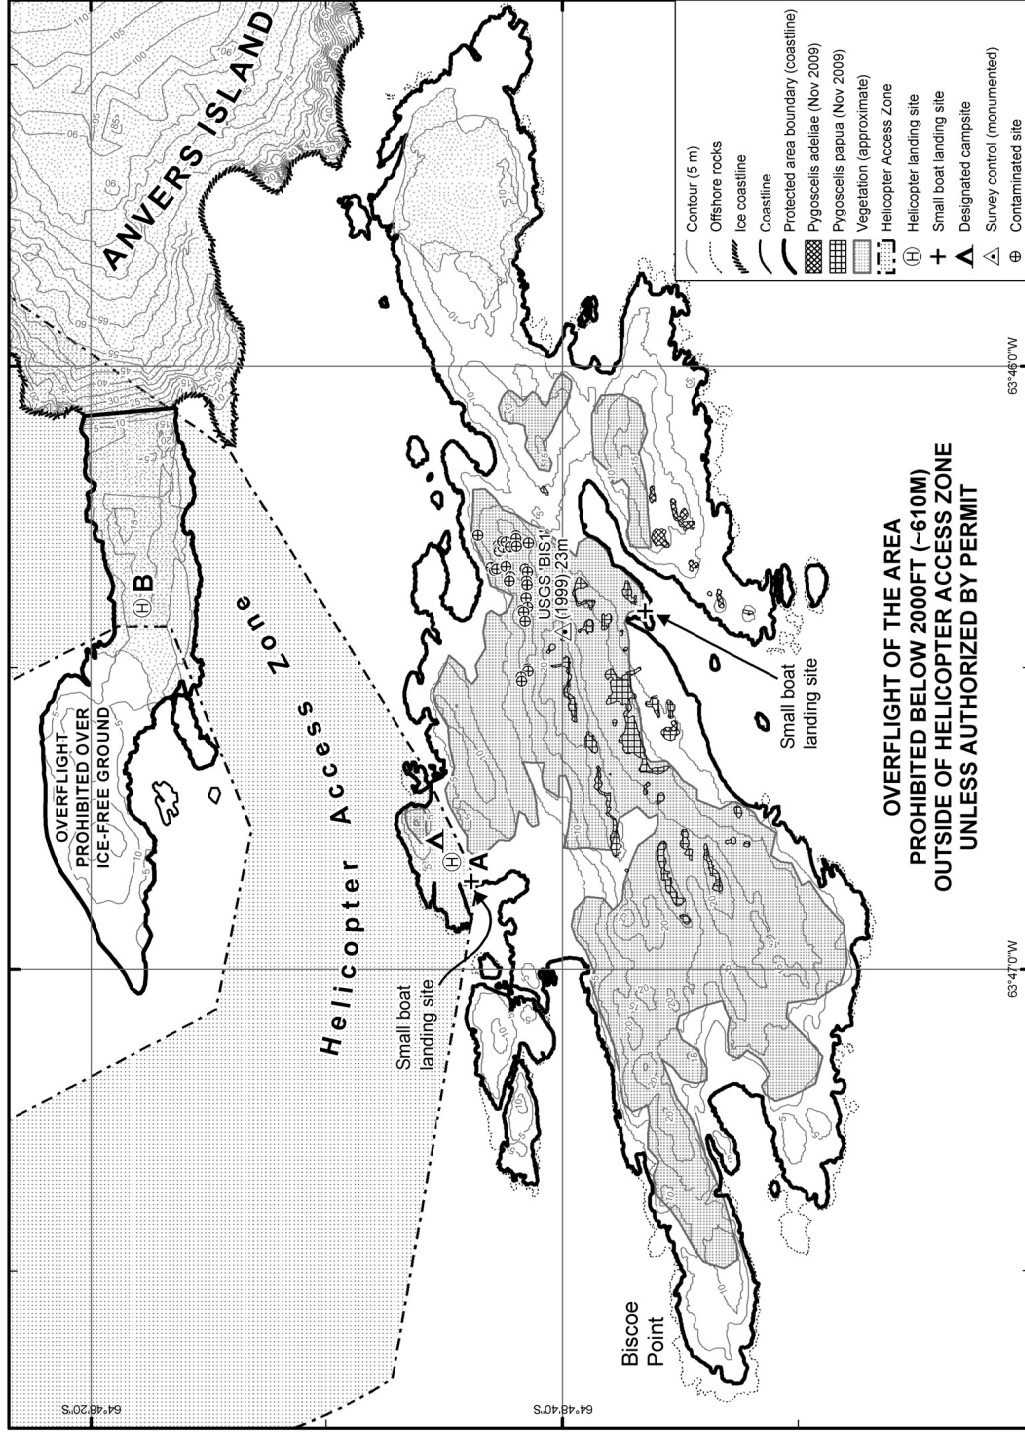 ANVERS ISLAND
OVERFLIGHT
PROHIBITED OVER
ICE-FREE GROUND
H B
Helicopter Access Zone
H
A
Small boat
landing site
USGS 'BIS1'
(1999) 23m
Small boat
landing site
Biscoe
Point
OVERFLIGHT OF THE AREA
PROHIBITED BELOW 2000FT (~610M)
OUTSIDE OF HELICOPTER ACCESS ZONE
UNLESS AUTHORIZED BY PERMIT
64°48'20"S
64°48'40"S
63°47'0"W
63°46'0"W
Contour (5 m)
Offshore rocks
Ice coastline
Coastline
Protected area boundary (coastline)
Pygoscelis adeliae (Nov 2009)
Pygoscelis papua (Nov 2009)
Vegetation (approximate)
Helicopter Access Zone
H Helicopter landing site
Small boat landing site
Designated campsite
Survey control (monumented)
Contaminated site